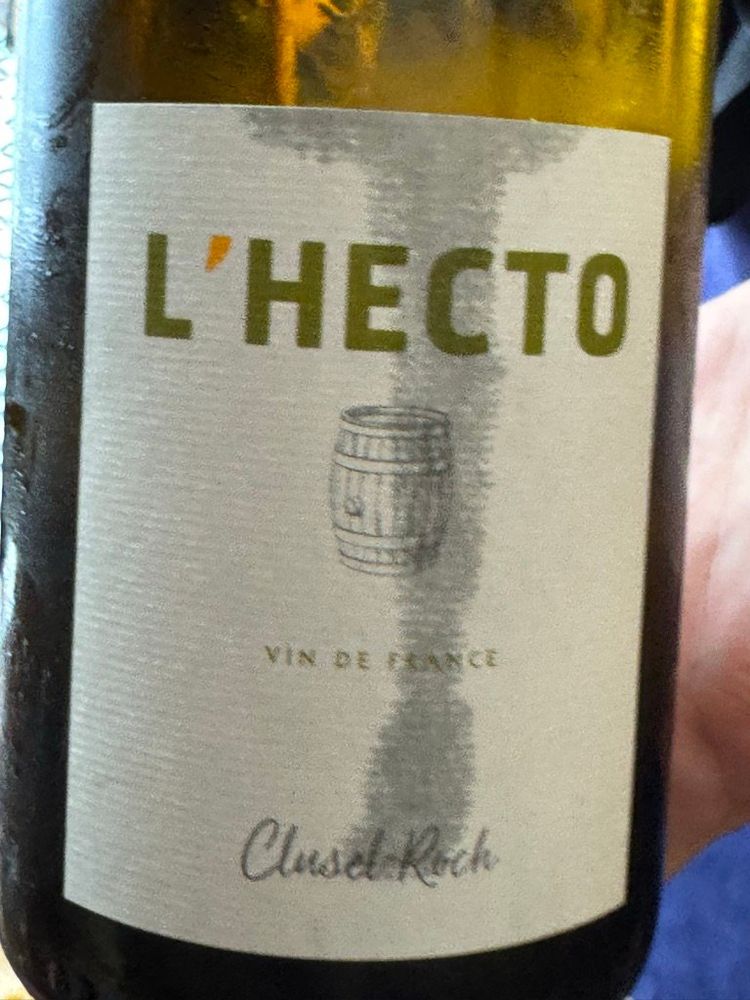 L'HECTO
VIN DE FRANCE
Clusel-Roch